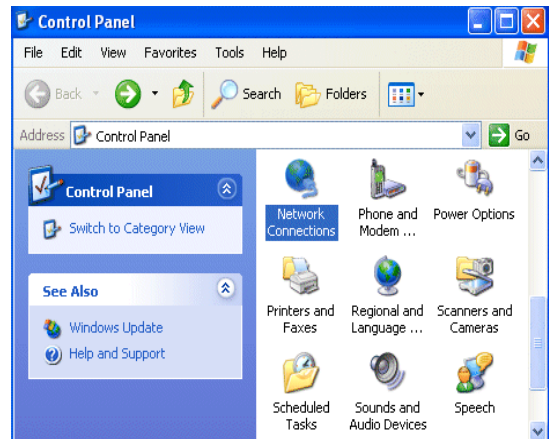 Control Panel
File Edit View Favorites Tools Help
Back Search Folders
Address Control Panel Go
Control Panel
Switch to Category View
See Also
Windows Update
Help and Support
Network
Connections
Phone and
Modem ...
Power Options
Printers and
Faxes
Regional and
Language ...
Scanners and
Cameras
Scheduled
Tasks
Sounds and
Audio Devices
Speech